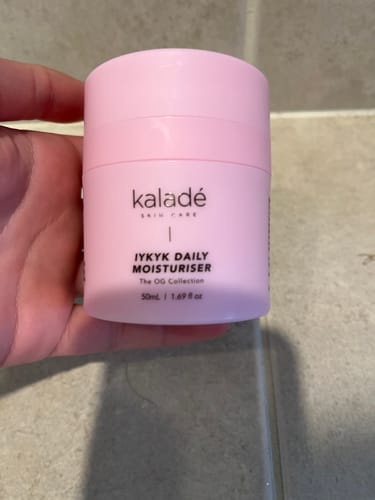 kaladé
SKIN CARE
IYKYK DAILY
MOISTURISER
The OG Collection
50mL | 1.69 fl oz